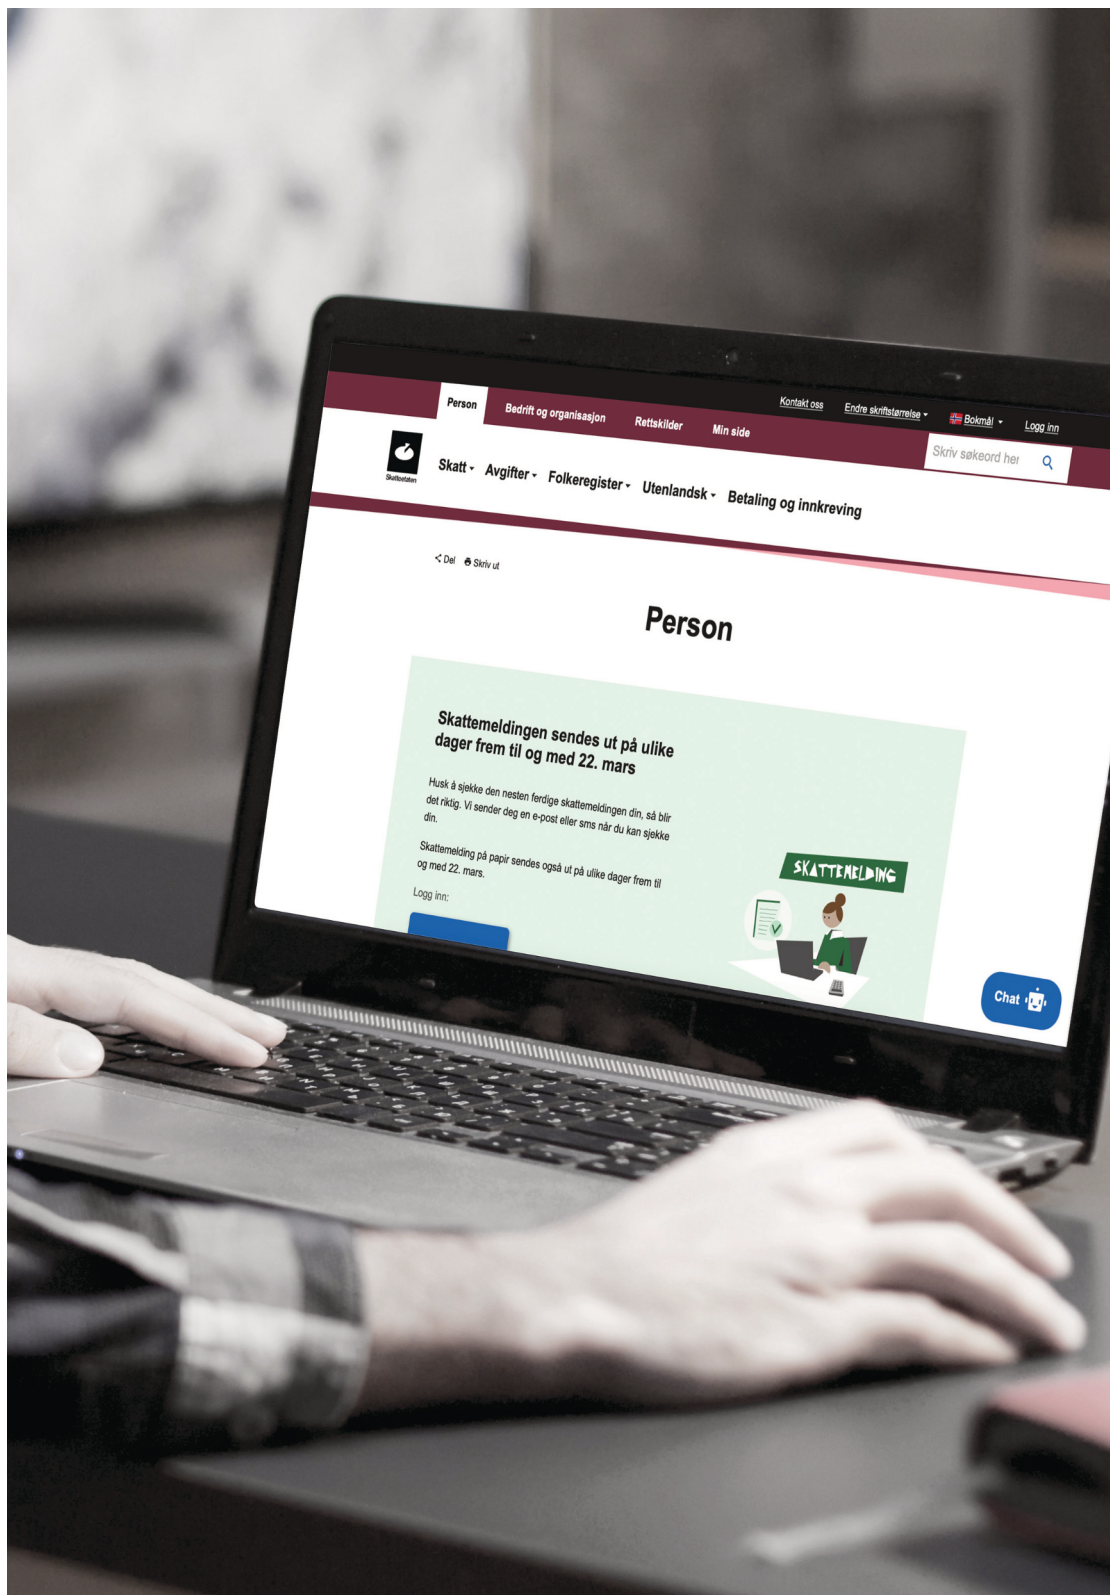 Kontakt oss Endre skriftstørrelse Bokmål Logg inn
Person Bedrift og organisasjon Rettskilder Min side
Skriv søkeord her
Skatteetaten
Skatt Avgifter Folkeregister Utenlandsk Betaling og innkreving
Del Skriv ut
Person
Skattemeldingen sendes ut på ulike
dager frem til og med 22. mars
Husk å sjekke den nesten ferdige skattemeldingen din, så blir
det riktig. Vi sender deg en e-post eller sms når du kan sjekke
din.
Skattemelding på papir sendes også ut på ulike dager frem til
og med 22. mars.
Logg inn:
SKATTEMELDING
Chat